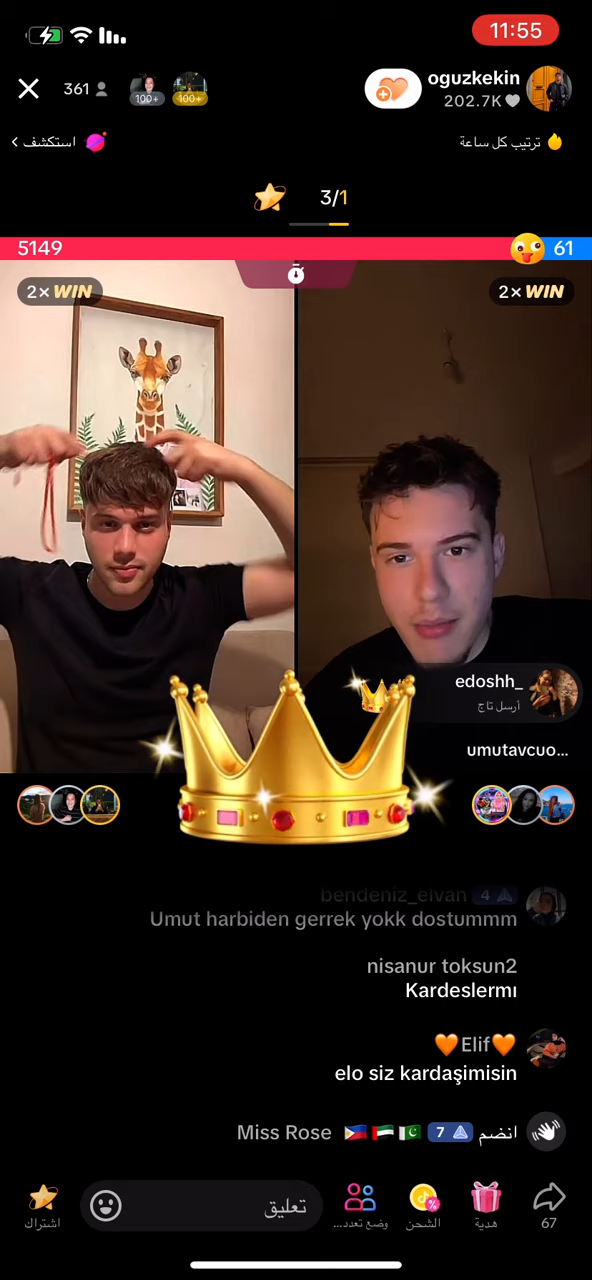 11:55
361
100+
100+
oguzkekin
202.7K
استكشف
ترتيب كل ساعة
3/1
5149
61
2× WIN
2× WIN
edoshh_
أرسل تاج
umutavcuo...
bendeniz_elvan 4
Umut harbiden gerrek yokk dostummm
nisanur toksun2
Kardeslermı
🧡Elif🧡
elo siz kardaşimisin
Miss Rose 🇵🇭🇦🇪🇵🇰 7 انضم
اشتراك
تعليق
وضع تعدد...
الشحن
هدية
67